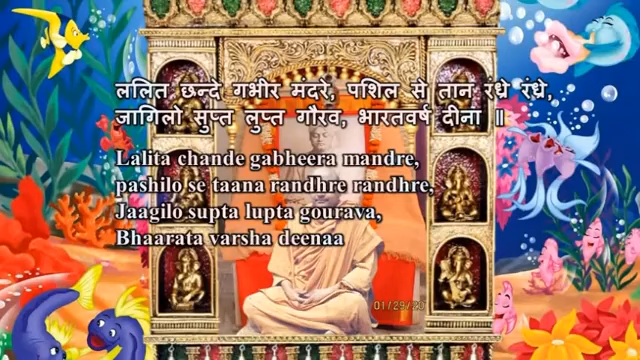 ललित छन्दे गभीर मंदरे, पशिल से तान रंध्रे रंध्रे,
जागिलो सुप्त लुप्त गौरव, भारतवर्ष दीना ॥
Lalita chande gabheera mandre,
pashilo se taana randhre randhre,
Jaagilo supta lupta gourava,
Bhaarata varsha deenaa
01/29/20